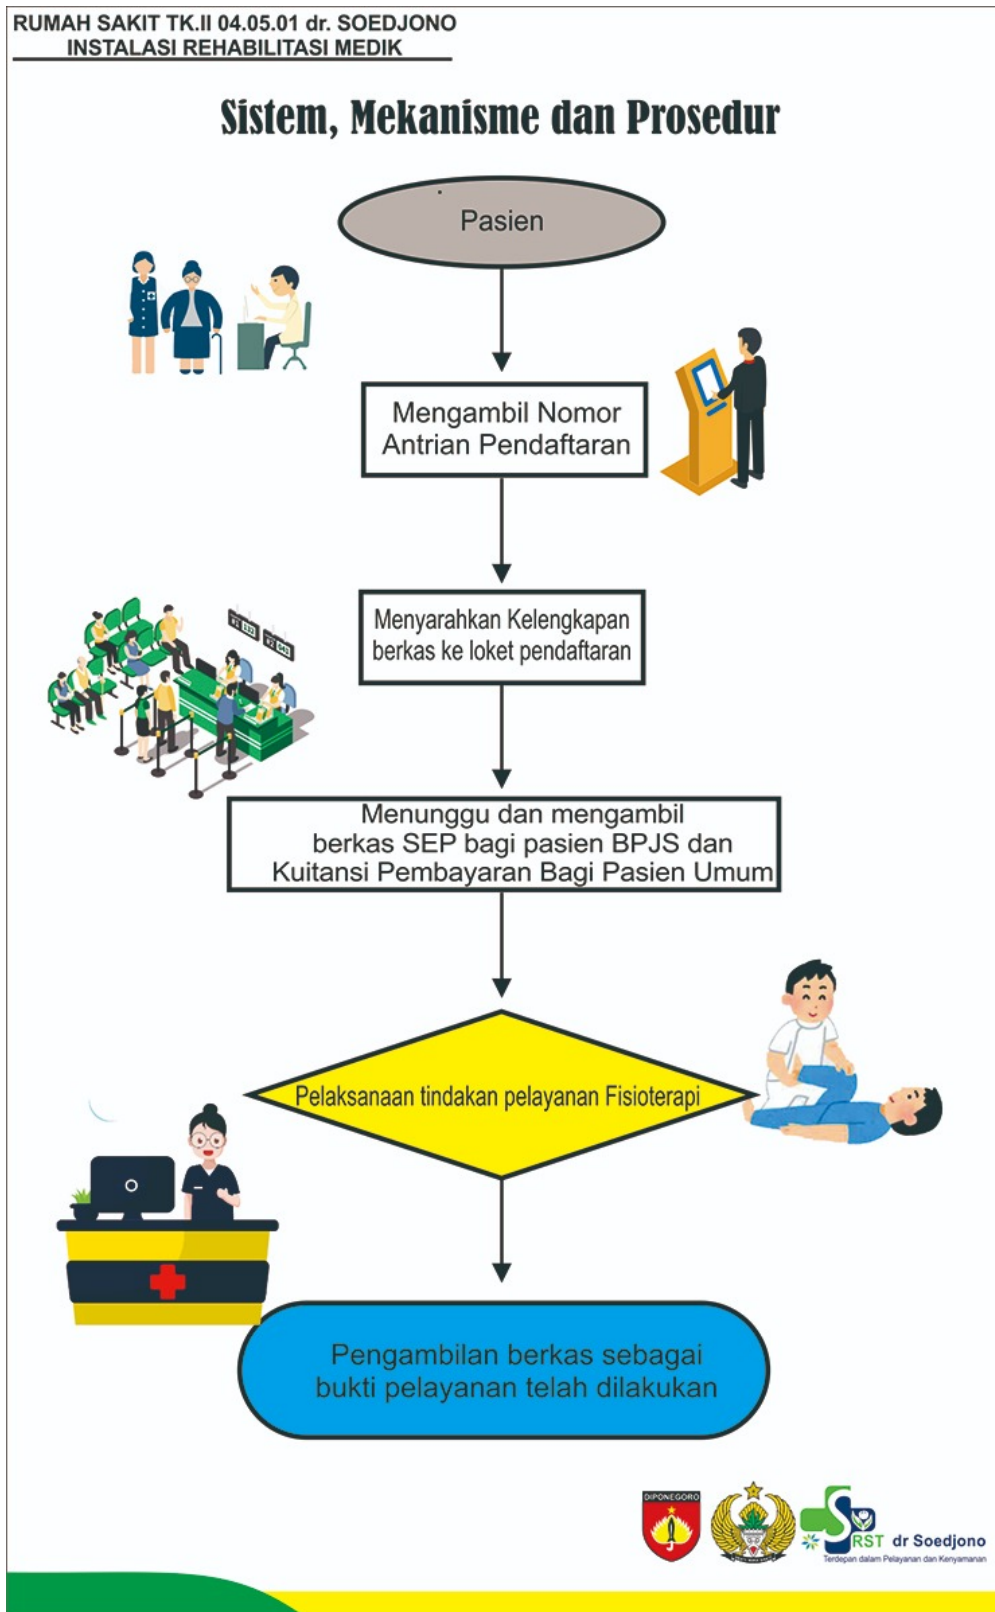 RUMAH SAKIT TK.II 04.05.01 dr. SOEDJONO
INSTALASI REHABILITASI MEDIK
Sistem, Mekanisme dan Prosedur
Pasien
Mengambil Nomor
Antrian Pendaftaran
Menyarahkan Kelengkapan
berkas ke loket pendaftaran
Menunggu dan mengambil
berkas SEP bagi pasien BPJS dan
Kuitansi Pembayaran Bagi Pasien Umum
Pelaksanaan tindakan pelayanan Fisioterapi
Pengambilan berkas sebagai
bukti pelayanan telah dilakukan
DIPONEGORO
RST dr Soedjono
Terdepan dalam Pelayanan dan Kenyamanan